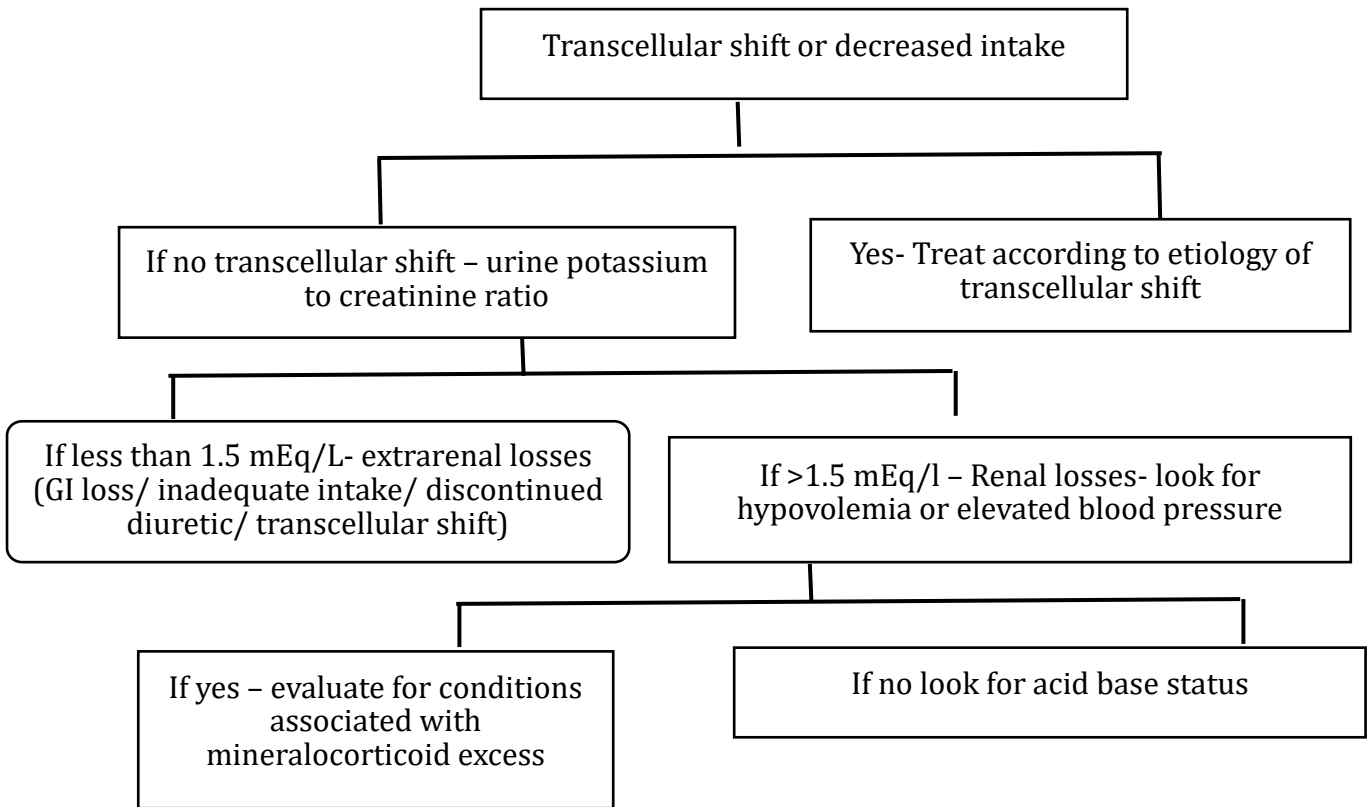 Transcellular shift or decreased intake
If no transcellular shift – urine potassium
to creatinine ratio
Yes- Treat according to etiology of
transcellular shift
If less than 1.5 mEq/L- extrarenal losses
(GI loss/ inadequate intake/ discontinued
diuretic/ transcellular shift)
If >1.5 mEq/l – Renal losses- look for
hypovolemia or elevated blood pressure
If yes – evaluate for conditions
associated with
mineralocorticoid excess
If no look for acid base status